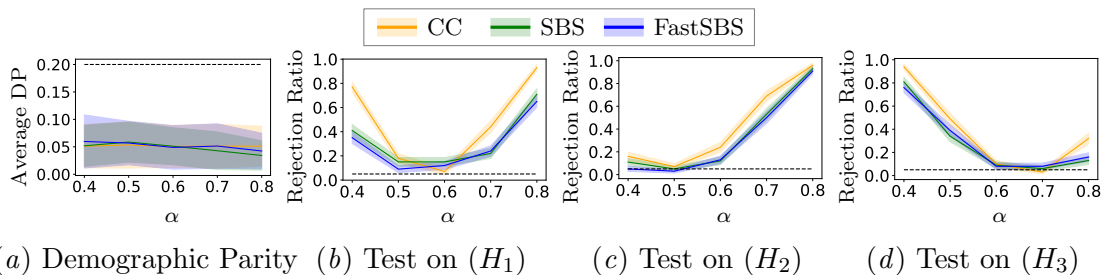 CC SBS FastSBS
Average DP
0.20
0.15
0.10
0.05
0.00
0.4 0.5 0.6 0.7 0.8
α
Rejection Ratio
1.0
0.8
0.6
0.4
0.2
0.0
0.4 0.5 0.6 0.7 0.8
α
Rejection Ratio
1.0
0.8
0.6
0.4
0.2
0.0
0.4 0.5 0.6 0.7 0.8
α
Rejection Ratio
1.0
0.8
0.6
0.4
0.2
0.0
0.4 0.5 0.6 0.7 0.8
α
(a) Demographic Parity (b) Test on (H1) (c) Test on (H2) (d) Test on (H3)